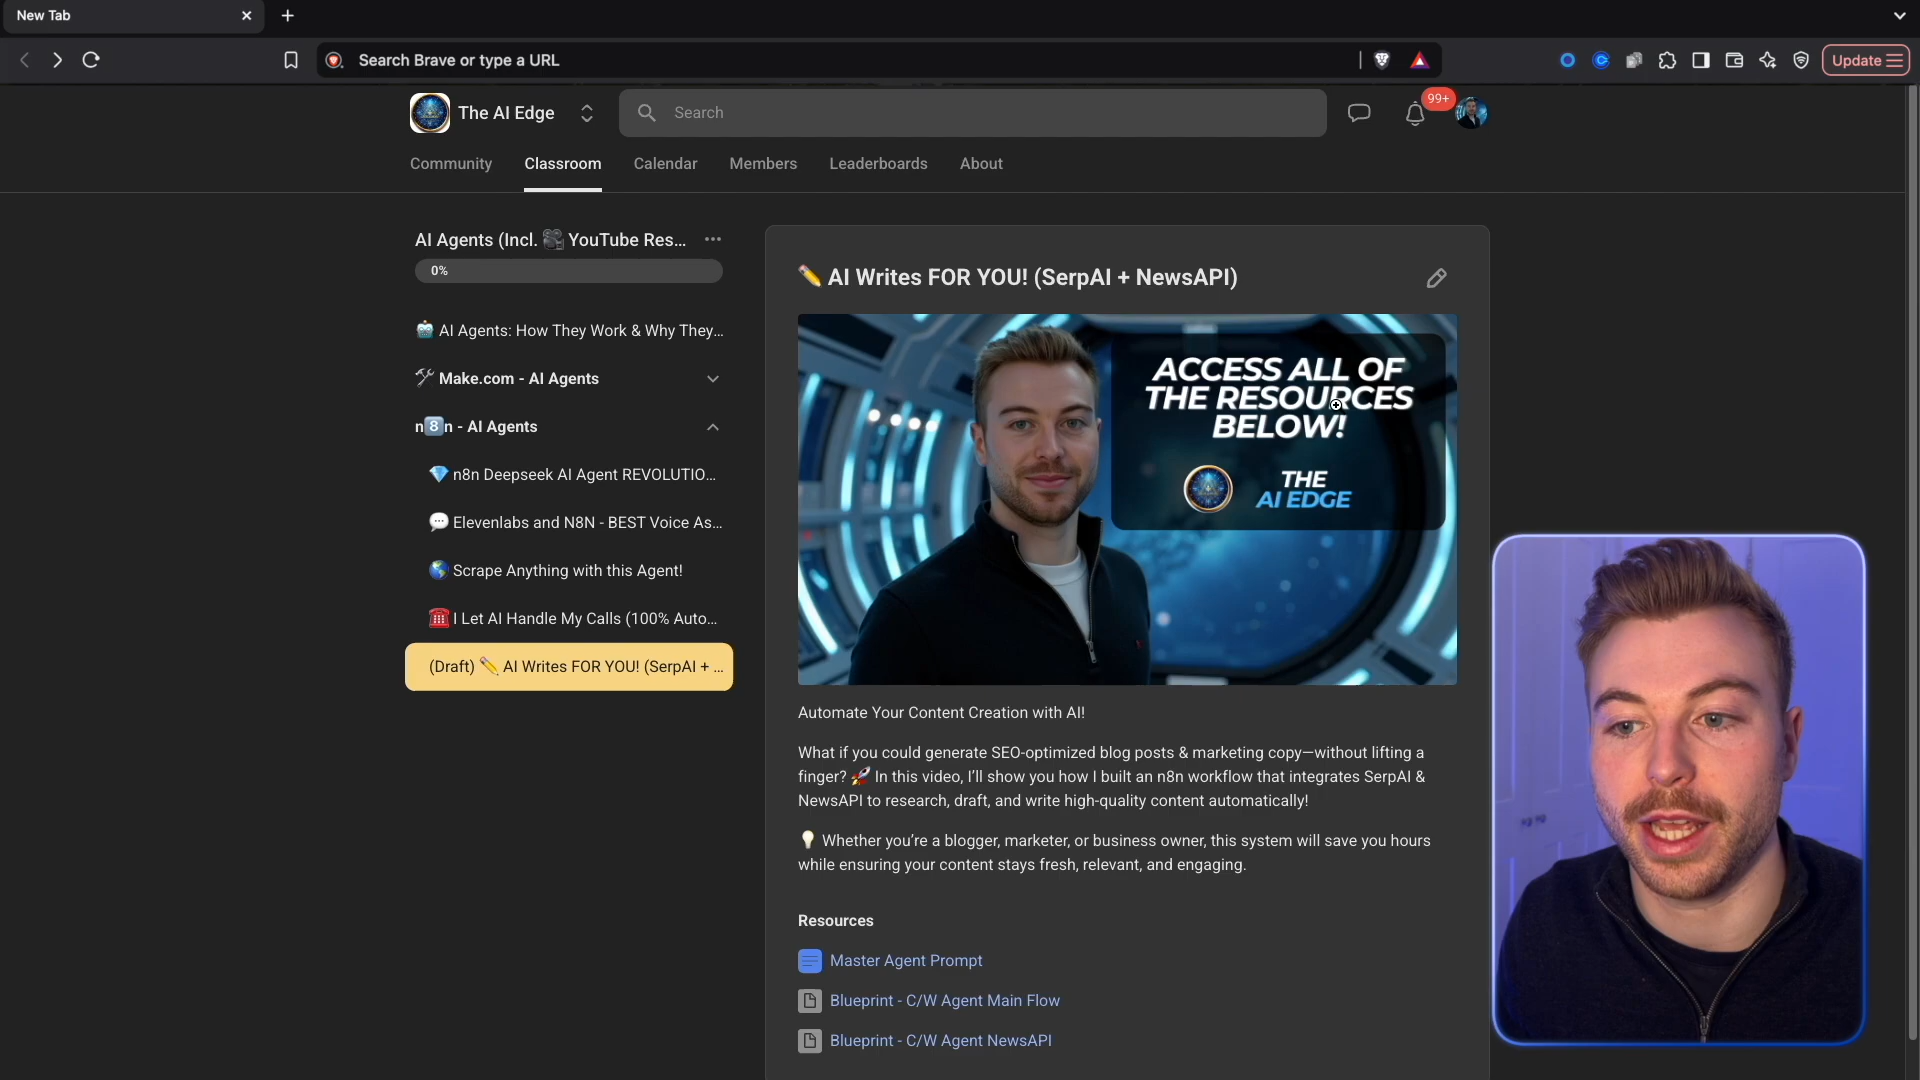 New Tab
Search Brave or type a URL
Update
The AI Edge
Search
99+
Community
Classroom
Calendar
Members
Leaderboards
About
AI Agents (Incl. 🎥 YouTube Res...
0%
🤖 AI Agents: How They Work & Why They...
🛠 Make.com - AI Agents
n8️⃣n - AI Agents
💎 n8n Deepseek AI Agent REVOLUTIO...
💬 Elevenlabs and N8N - BEST Voice As...
🌎 Scrape Anything with this Agent!
☎️ I Let AI Handle My Calls (100% Auto...
(Draft) ✏️ AI Writes FOR YOU! (SerpAI + ...
✏️ AI Writes FOR YOU! (SerpAI + NewsAPI)
ACCESS ALL OF
THE RESOURCES
BELOW!
THE
AI EDGE
Automate Your Content Creation with AI!
What if you could generate SEO-optimized blog posts & marketing copy—without lifting a
finger? 🚀 In this video, I'll show you how I built an n8n workflow that integrates SerpAI &
NewsAPI to research, draft, and write high-quality content automatically!
💡 Whether you're a blogger, marketer, or business owner, this system will save you hours
while ensuring your content stays fresh, relevant, and engaging.
Resources
Master Agent Prompt
Blueprint - C/W Agent Main Flow
Blueprint - C/W Agent NewsAPI